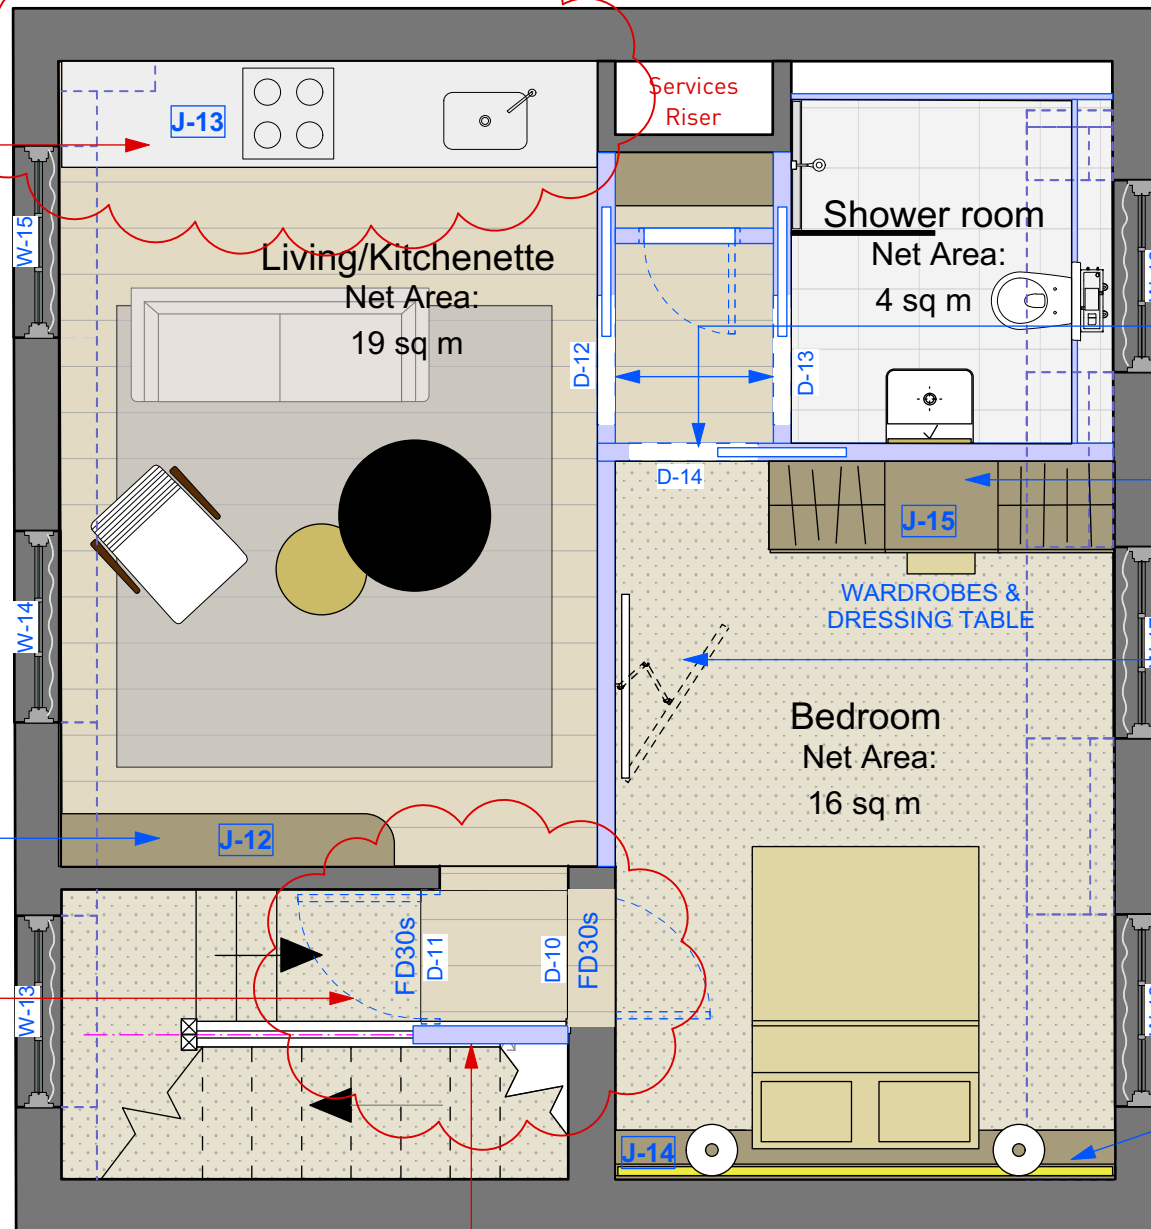 Services
Riser
J-13
W-15
Living/Kitchenette
Net Area:
19 sq m
Shower room
Net Area:
4 sq m
D-12
D-13
D-14
J-15
WARDROBES &
DRESSING TABLE
W-14
Bedroom
Net Area:
16 sq m
J-12
FD30s
D-11
D-10
FD30s
W-13
J-14